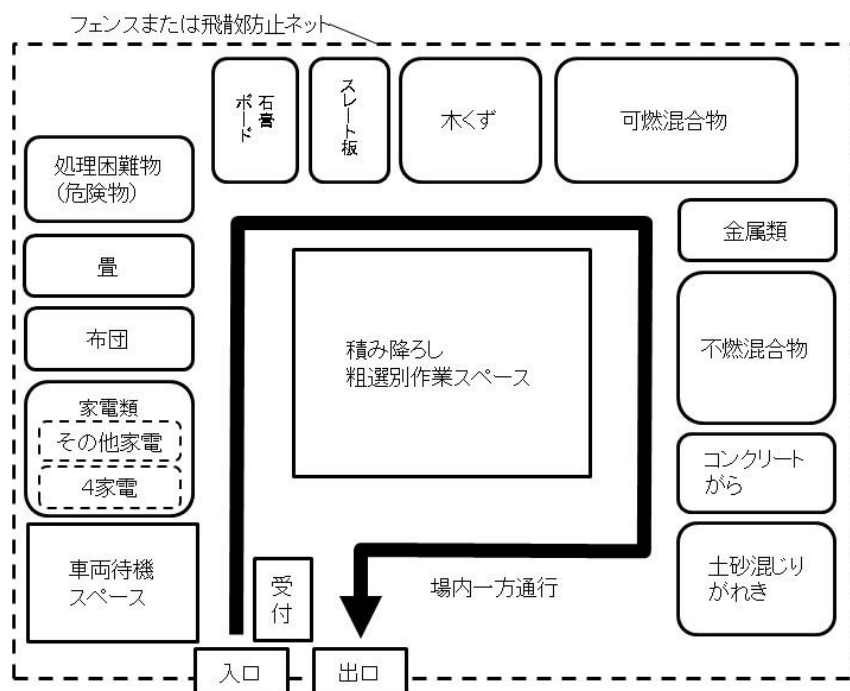 フェンスまたは飛散防止ネット
石膏
ボード
スレート板
木くず
可燃混合物
処理困難物
(危険物)
畳
布団
家電類
その他家電
4家電
車両待機
スペース
金属類
不燃混合物
コンクリート
がら
土砂混じり
がれき
積み降ろし
粗選別作業スペース
受
付
場内一方通行
入口
出口